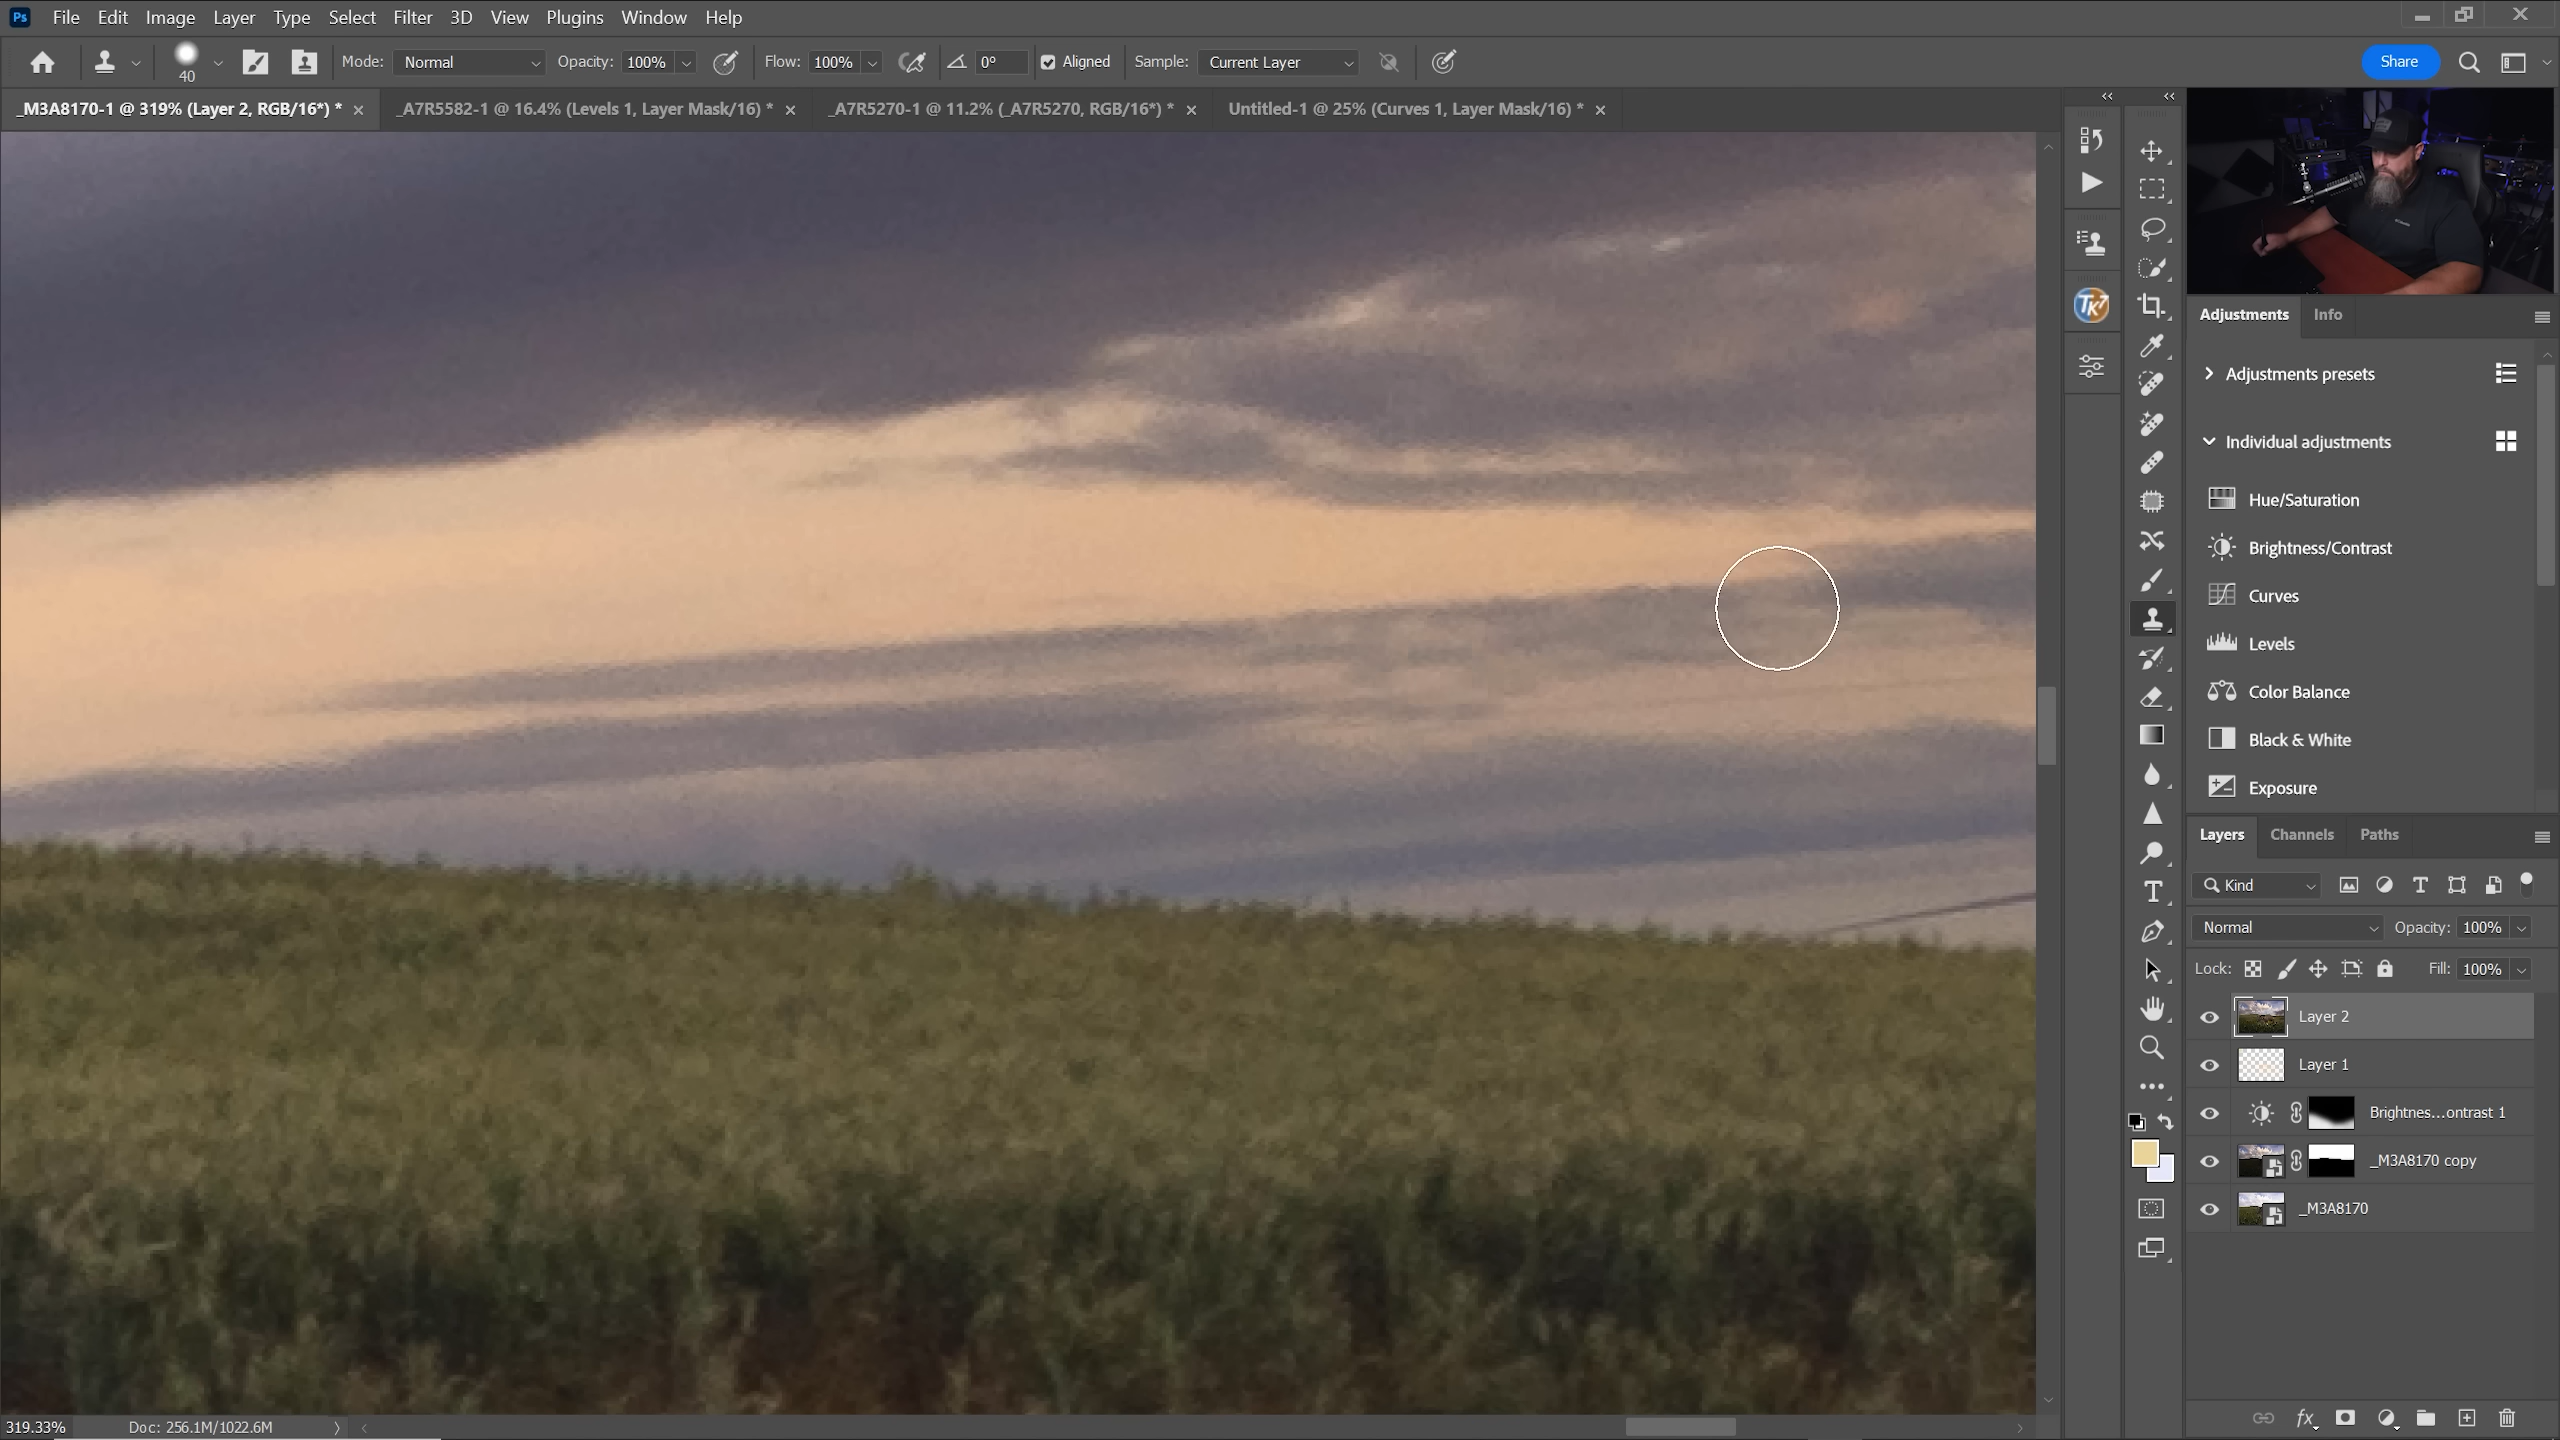 Ps File Edit Image Layer Type Select Filter 3D View Plugins Window Help
40 Mode: Normal Opacity: 100% Flow: 100% 0° Aligned Sample: Current Layer Share
_M3A8170-1 @ 319% (Layer 2, RGB/16*) * _A7R5582-1 @ 16.4% (Levels 1, Layer Mask/16) * _A7R5270-1 @ 11.2% (_A7R5270, RGB/16*) * Untitled-1 @ 25% (Curves 1, Layer Mask/16) *
TK7
Adjustments Info
Adjustments presets
Individual adjustments
Hue/Saturation
Brightness/Contrast
Curves
Levels
Color Balance
Black & White
Exposure
Layers Channels Paths
Kind
Normal Opacity: 100%
Lock: Fill: 100%
Layer 2
Layer 1
Brightnes...ontrast 1
_M3A8170 copy
_M3A8170
319.33% Doc: 256.1M/1022.6M
fx